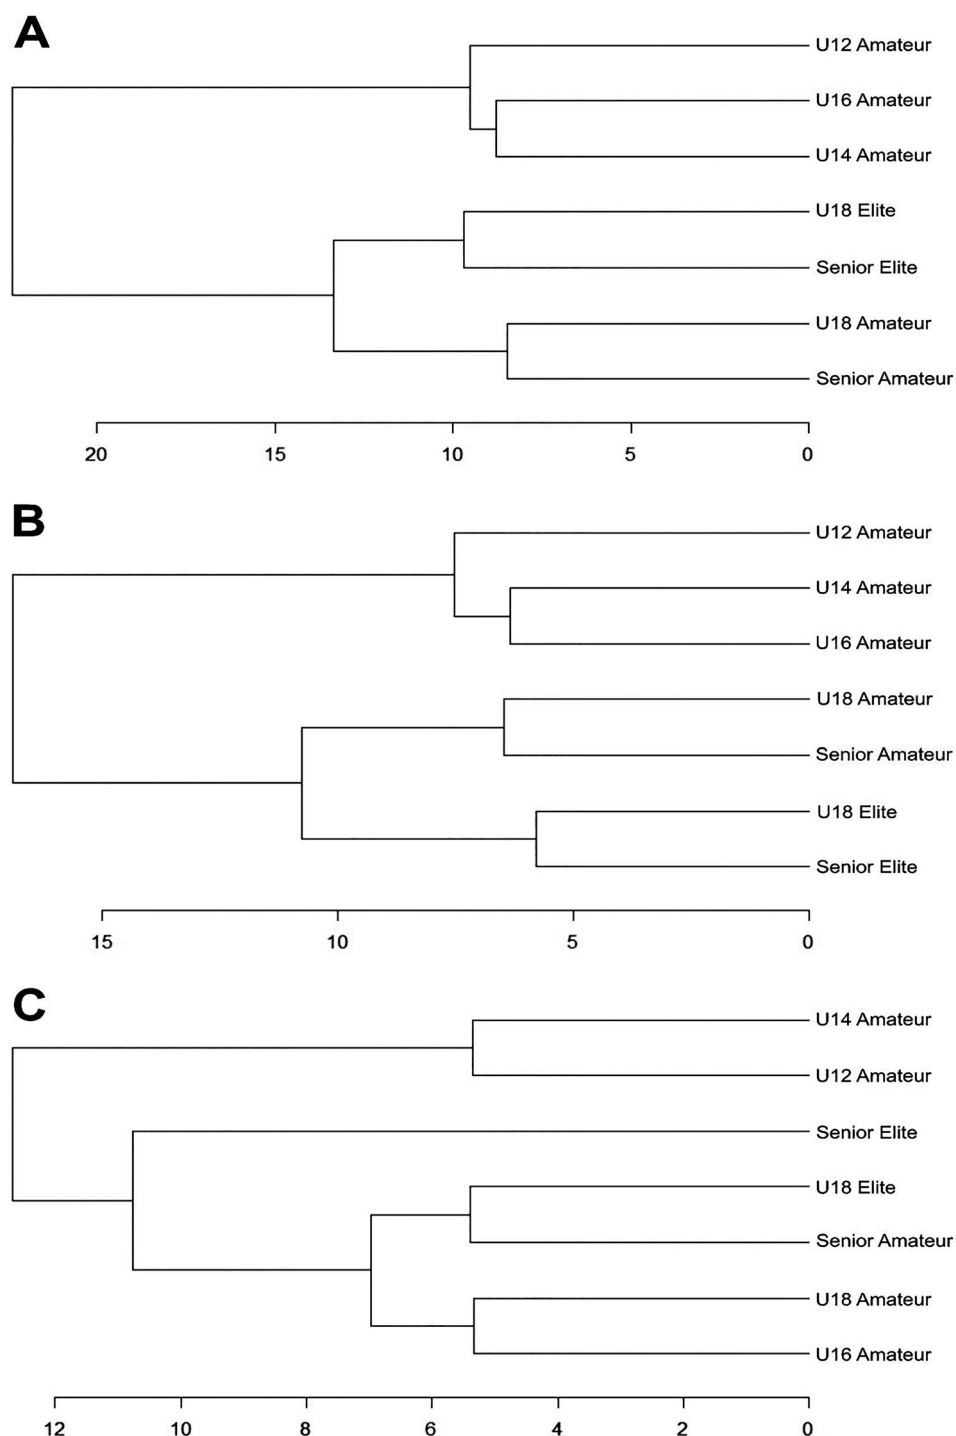 A
U12 Amateur
U16 Amateur
U14 Amateur
U18 Elite
Senior Elite
U18 Amateur
Senior Amateur
20 15 10 5 0
B
U12 Amateur
U14 Amateur
U16 Amateur
U18 Amateur
Senior Amateur
U18 Elite
Senior Elite
15 10 5 0
C
U14 Amateur
U12 Amateur
Senior Elite
U18 Elite
Senior Amateur
U18 Amateur
U16 Amateur
12 10 8 6 4 2 0